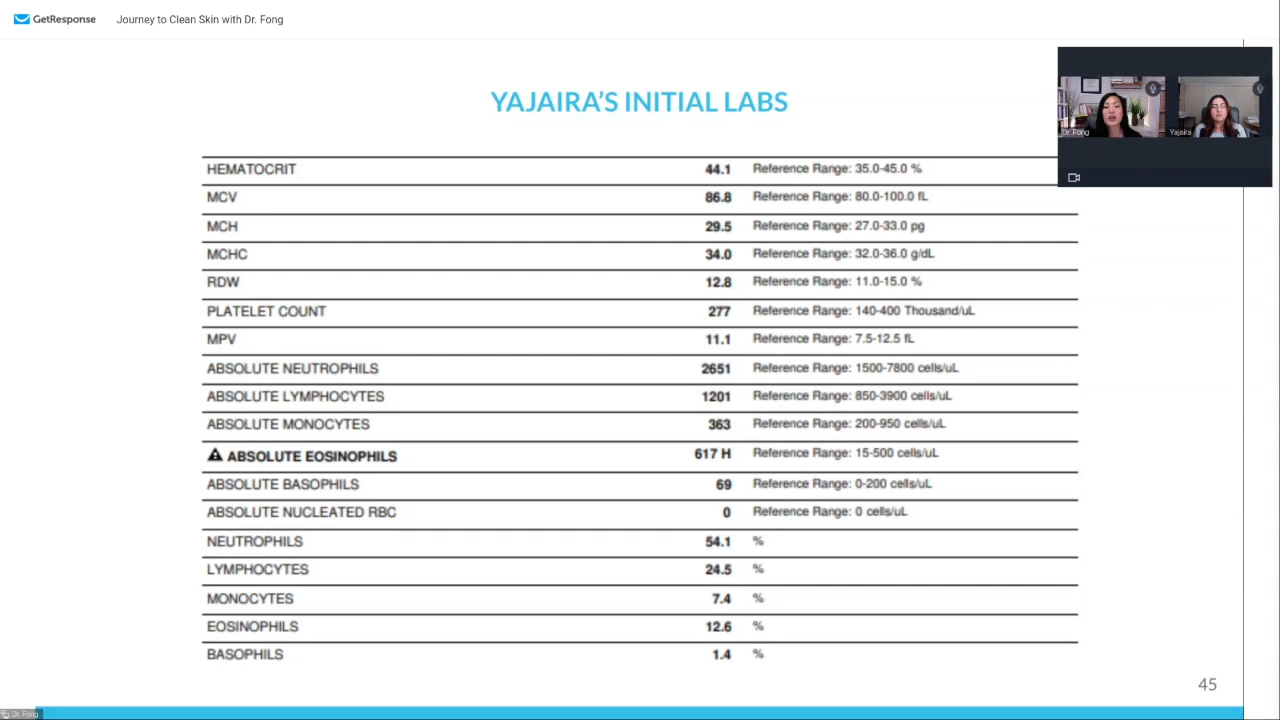 GetResponse Journey to Clean Skin with Dr. Fong
YAJAIRA'S INITIAL LABS
Dr. Fong
Yajaira
HEMATOCRIT 44.1 Reference Range: 35.0-45.0 %
MCV 86.8 Reference Range: 80.0-100.0 fL
MCH 29.5 Reference Range: 27.0-33.0 pg
MCHC 34.0 Reference Range: 32.0-36.0 g/dL
RDW 12.8 Reference Range: 11.0-15.0 %
PLATELET COUNT 277 Reference Range: 140-400 Thousand/uL
MPV 11.1 Reference Range: 7.5-12.5 fL
ABSOLUTE NEUTROPHILS 2651 Reference Range: 1500-7800 cells/uL
ABSOLUTE LYMPHOCYTES 1201 Reference Range: 850-3900 cells/uL
ABSOLUTE MONOCYTES 363 Reference Range: 200-950 cells/uL
ABSOLUTE EOSINOPHILS 617 H Reference Range: 15-500 cells/uL
ABSOLUTE BASOPHILS 69 Reference Range: 0-200 cells/uL
ABSOLUTE NUCLEATED RBC 0 Reference Range: 0 cells/uL
NEUTROPHILS 54.1 %
LYMPHOCYTES 24.5 %
MONOCYTES 7.4 %
EOSINOPHILS 12.6 %
BASOPHILS 1.4 %
45
Dr. Fong